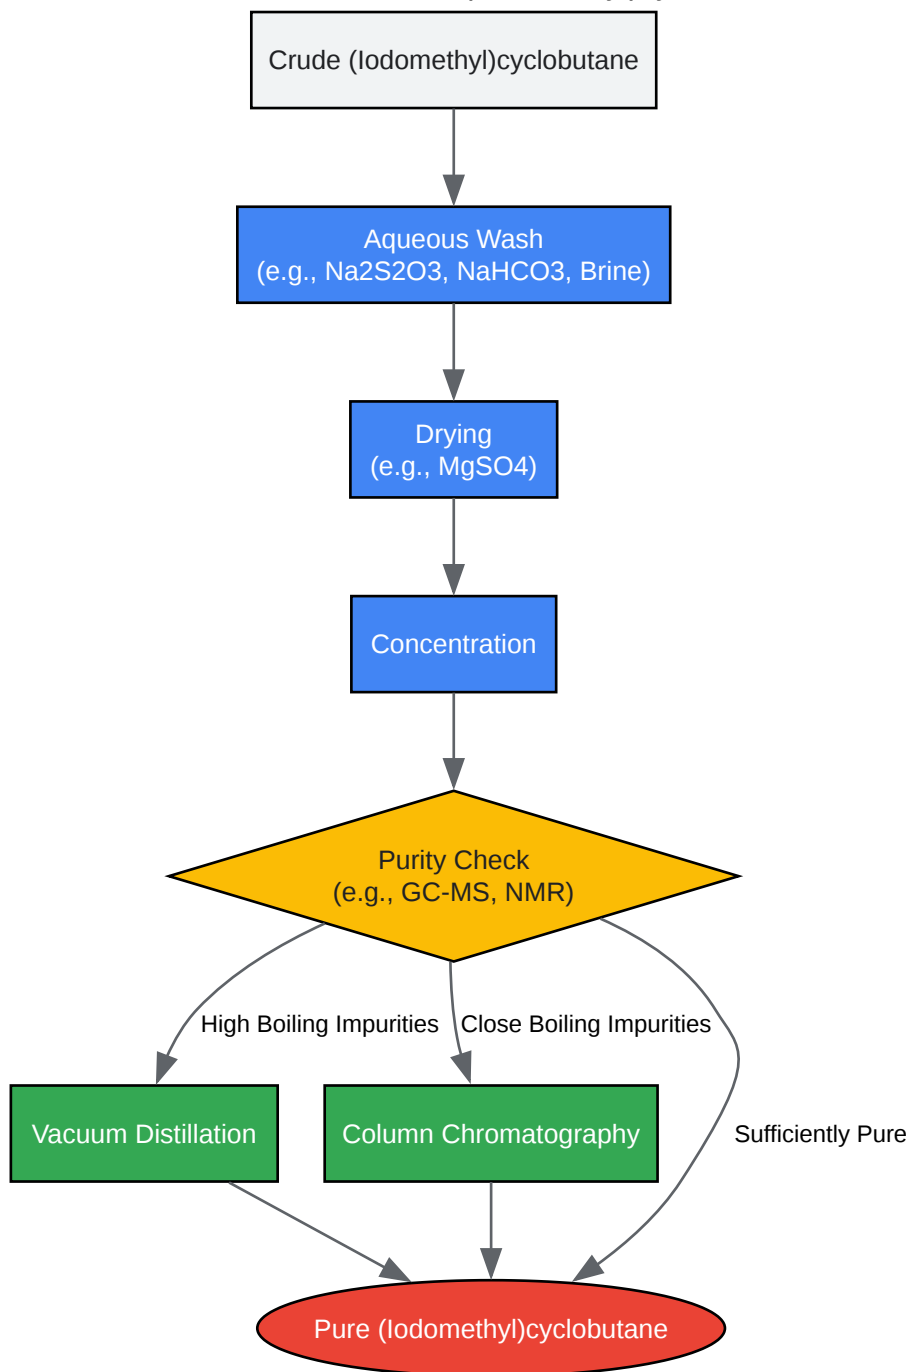 Crude (Iodomethyl)cyclobutane
Aqueous Wash
(e.g., Na2S2O3, NaHCO3, Brine)
Drying
(e.g., MgSO4)
Concentration
Purity Check
(e.g., GC-MS, NMR)
High Boiling Impurities
Close Boiling Impurities
Sufficiently Pure
Vacuum Distillation
Column Chromatography
Pure (Iodomethyl)cyclobutane